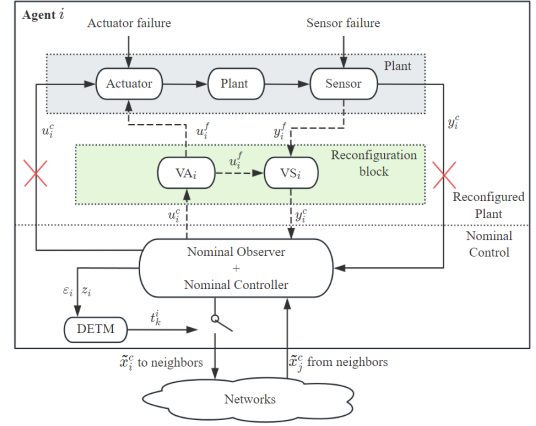 Agent i
Actuator failure
Sensor failure
Plant
Actuator
Plant
Sensor
u_i^c
u_i^f
y_i^f
y_i^c
Reconfiguration
block
VA_i
u_i^f
VS_i
Reconfigured
Plant
u_i^c
y_i^c
Nominal
Control
Nominal Observer
+
Nominal Controller
ε_i z_i
DETM
t_k^i
x̃_i^c to neighbors
x̃_j^c from neighbors
Networks